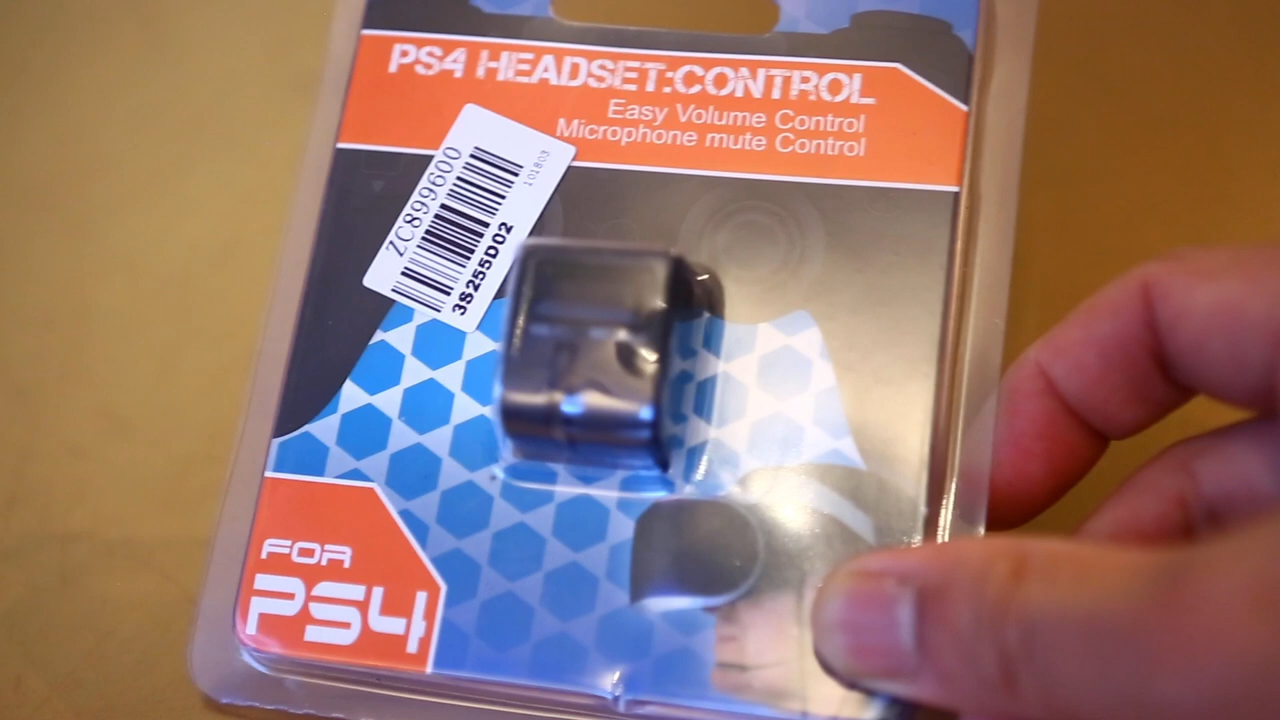 PS4 HEADSET:CONTROL
Easy Volume Control
Microphone mute Control
ZC899600
101803
3S255D02
FOR
PS4